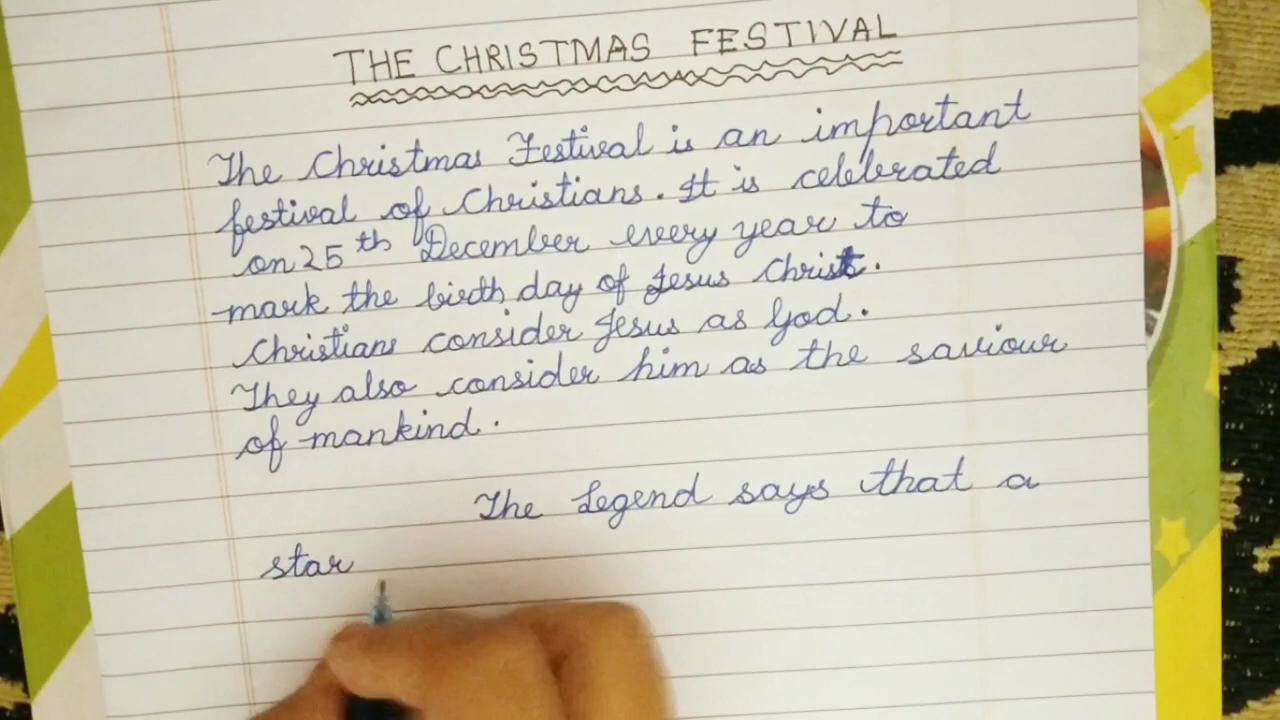 THE CHRISTMAS FESTIVAL
The Christmas Festival is an important
festival of Christians. It is celebrated
on 25th December every year to
mark the birth day of Jesus Christ.
Christians consider Jesus as God.
They also consider him as the saviour
of mankind.
The Legend says that a
star